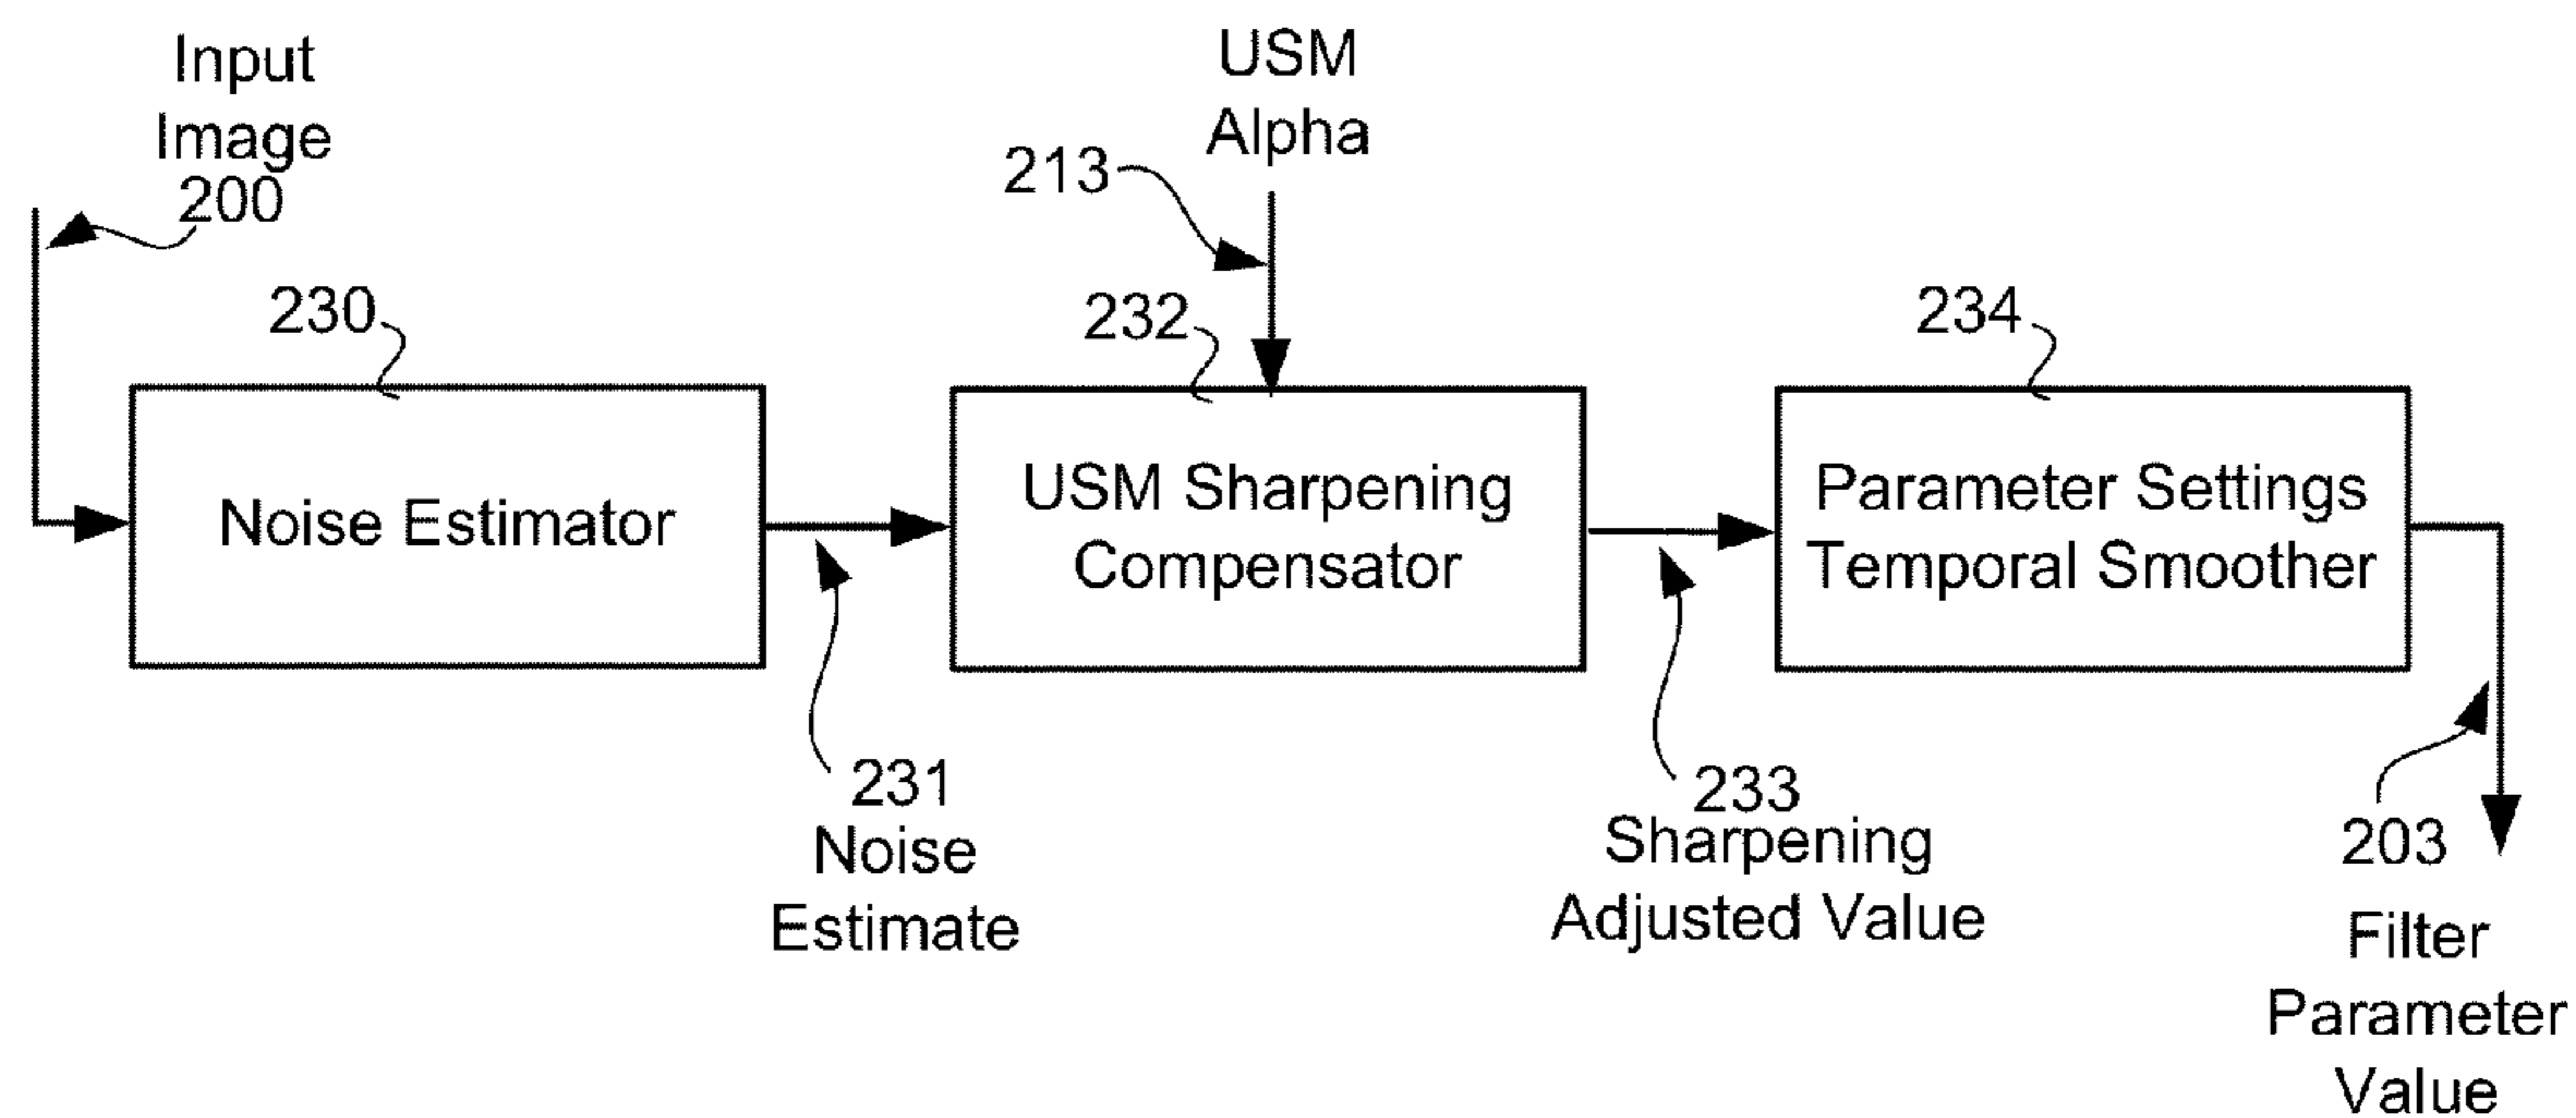 Input
Image
200
USM
Alpha
213
230
232
234
Noise Estimator
USM Sharpening
Compensator
Parameter Settings
Temporal Smoother
231
Noise
Estimate
233
Sharpening
Adjusted Value
203
Filter
Parameter
Value